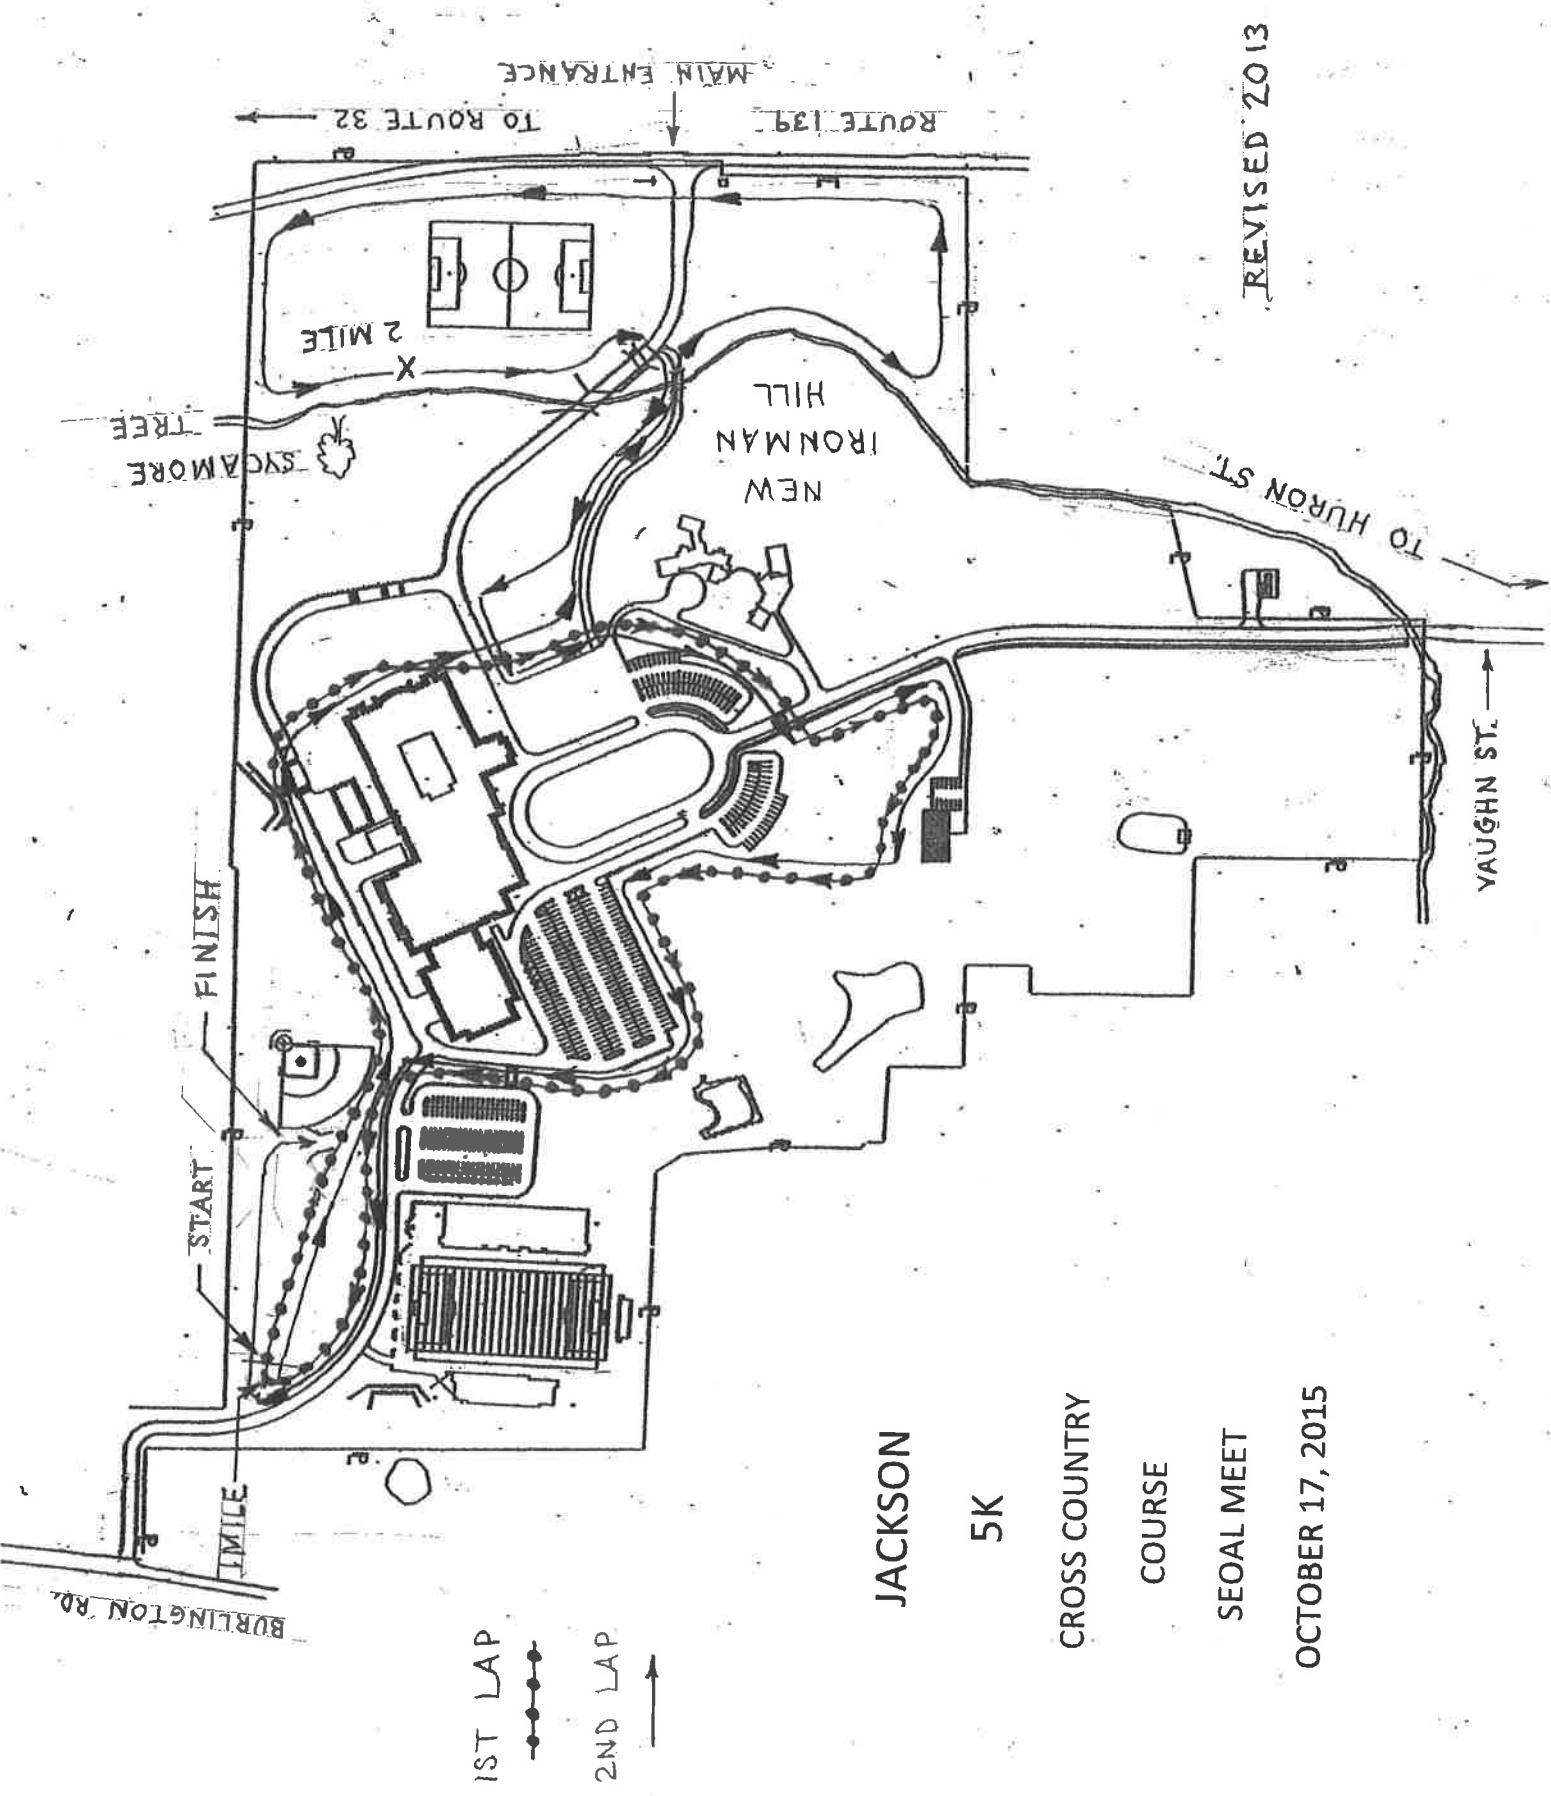 MAIN ENTRANCE
TO ROUTE 32
ROUTE 139
REVISED 2013
2 MILE
X
SYCAMORE
TREE
NEW
IRONMAN
HILL
TO HURON ST.
VAUGHN ST.
FINISH
START
1 MILE
BURLINGTON RD.
1ST LAP
2ND LAP
JACKSON
5K
CROSS COUNTRY
COURSE
SEOAL MEET
OCTOBER 17, 2015